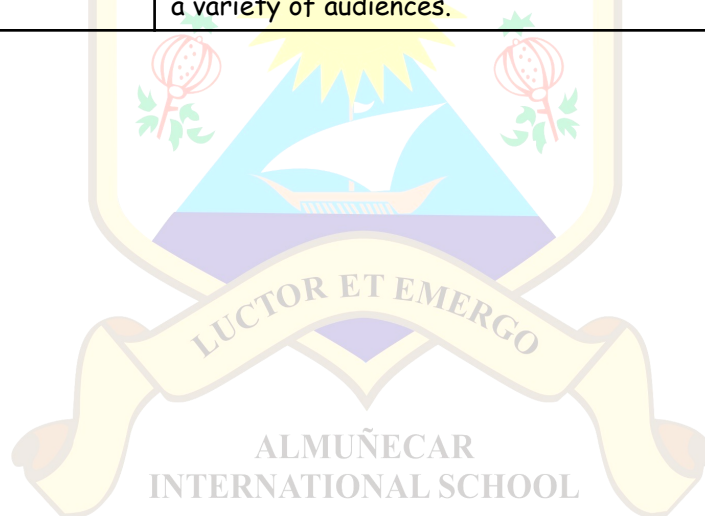 a variety of audiences.
LUCTOR ET EMERGO
ALMUÑECAR
INTERNATIONAL SCHOOL